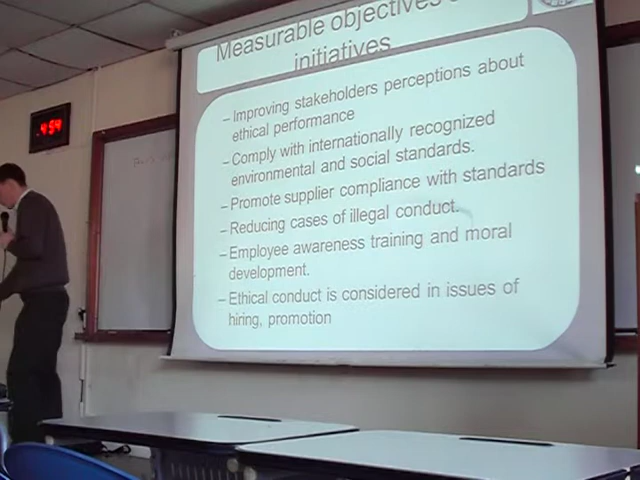 Measurable objectives
initiatives
– Improving stakeholders perceptions about
ethical performance
– Comply with internationally recognized
environmental and social standards.
– Promote supplier compliance with standards
– Reducing cases of illegal conduct.
– Employee awareness training and moral
development.
– Ethical conduct is considered in issues of
hiring, promotion
4:54